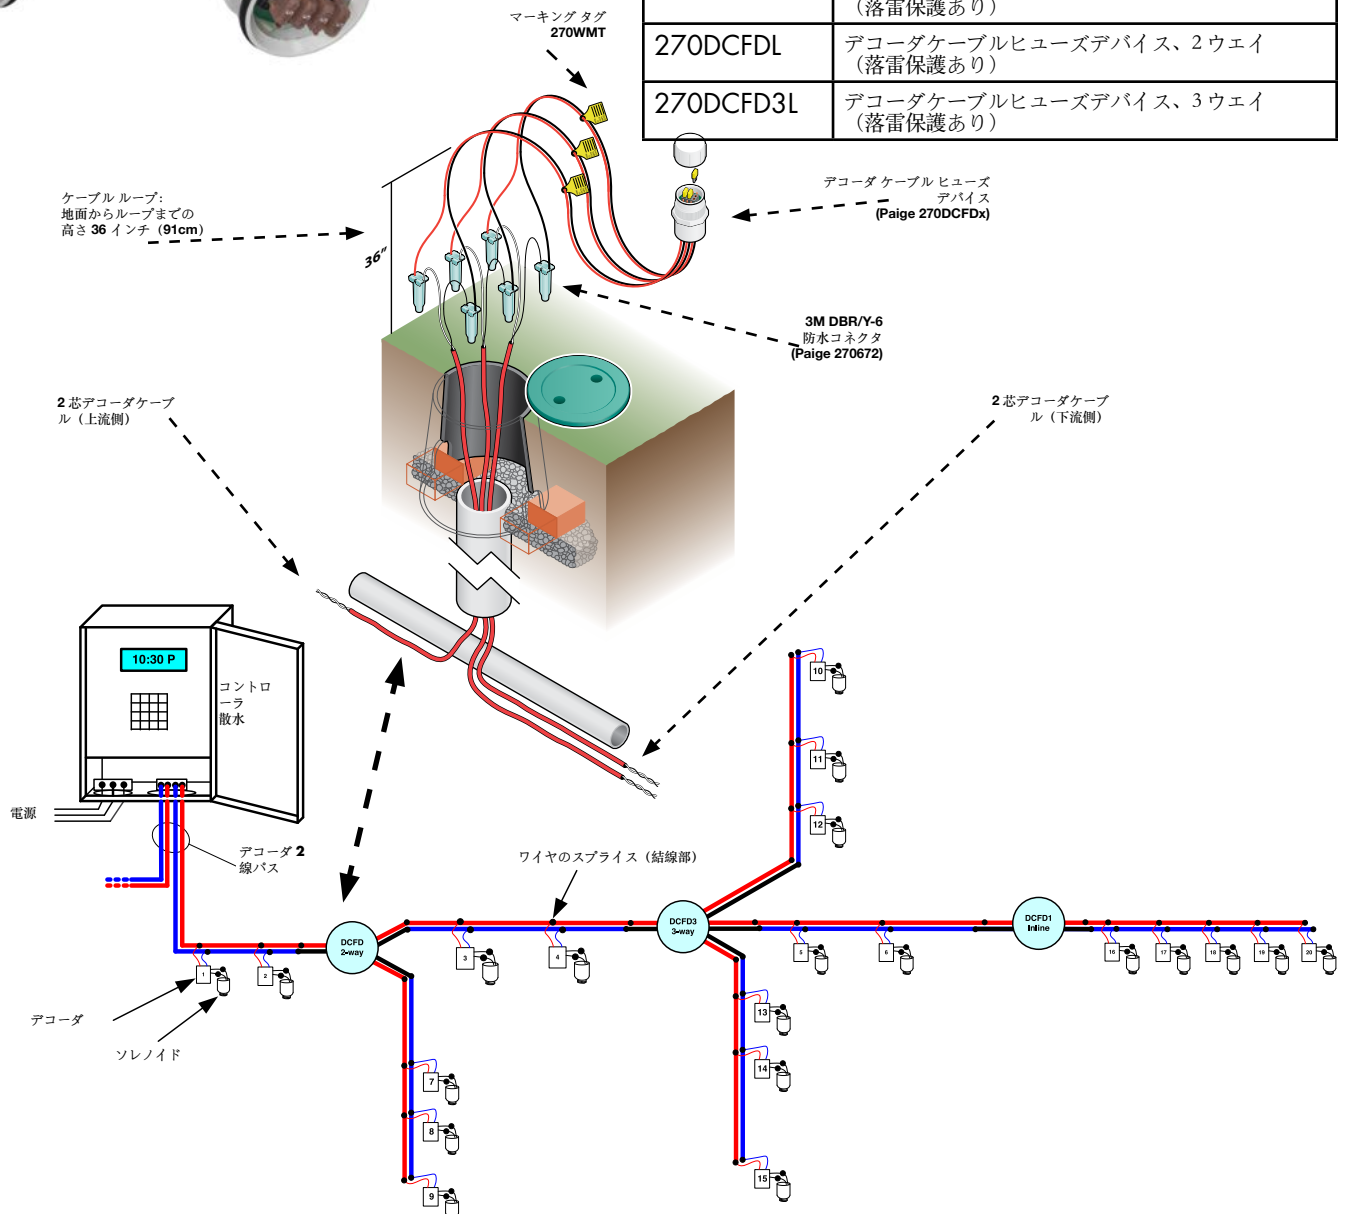 （落雷保護あり）
270DCFDL
デコーダケーブルヒューズデバイス、2 ウエイ
（落雷保護あり）
270DCFD3L
デコーダケーブルヒューズデバイス、3 ウエイ
（落雷保護あり）
マーキング タグ
270WMT
ケーブル ループ:
地面からループまでの
高さ 36 インチ（91cm）
36"
デコーダ ケーブル ヒューズ
デバイス
(Paige 270DCFDx)
3M DBR/Y-6
防水コネクタ
(Paige 270672)
2 芯デコーダケーブ
ル（上流側）
2 芯デコーダケーブ
ル（下流側）
10:30 P
コントロ
ーラ
散水
電源
デコーダ 2
線パス
ワイヤのスプライス（結線部）
DCFD
2-way
DCFD3
3-way
DCFD1
Inline
デコーダ
ソレノイド
1
2
3
4
5
6
7
8
9
10
11
12
13
14
15
16
17
18
19
20